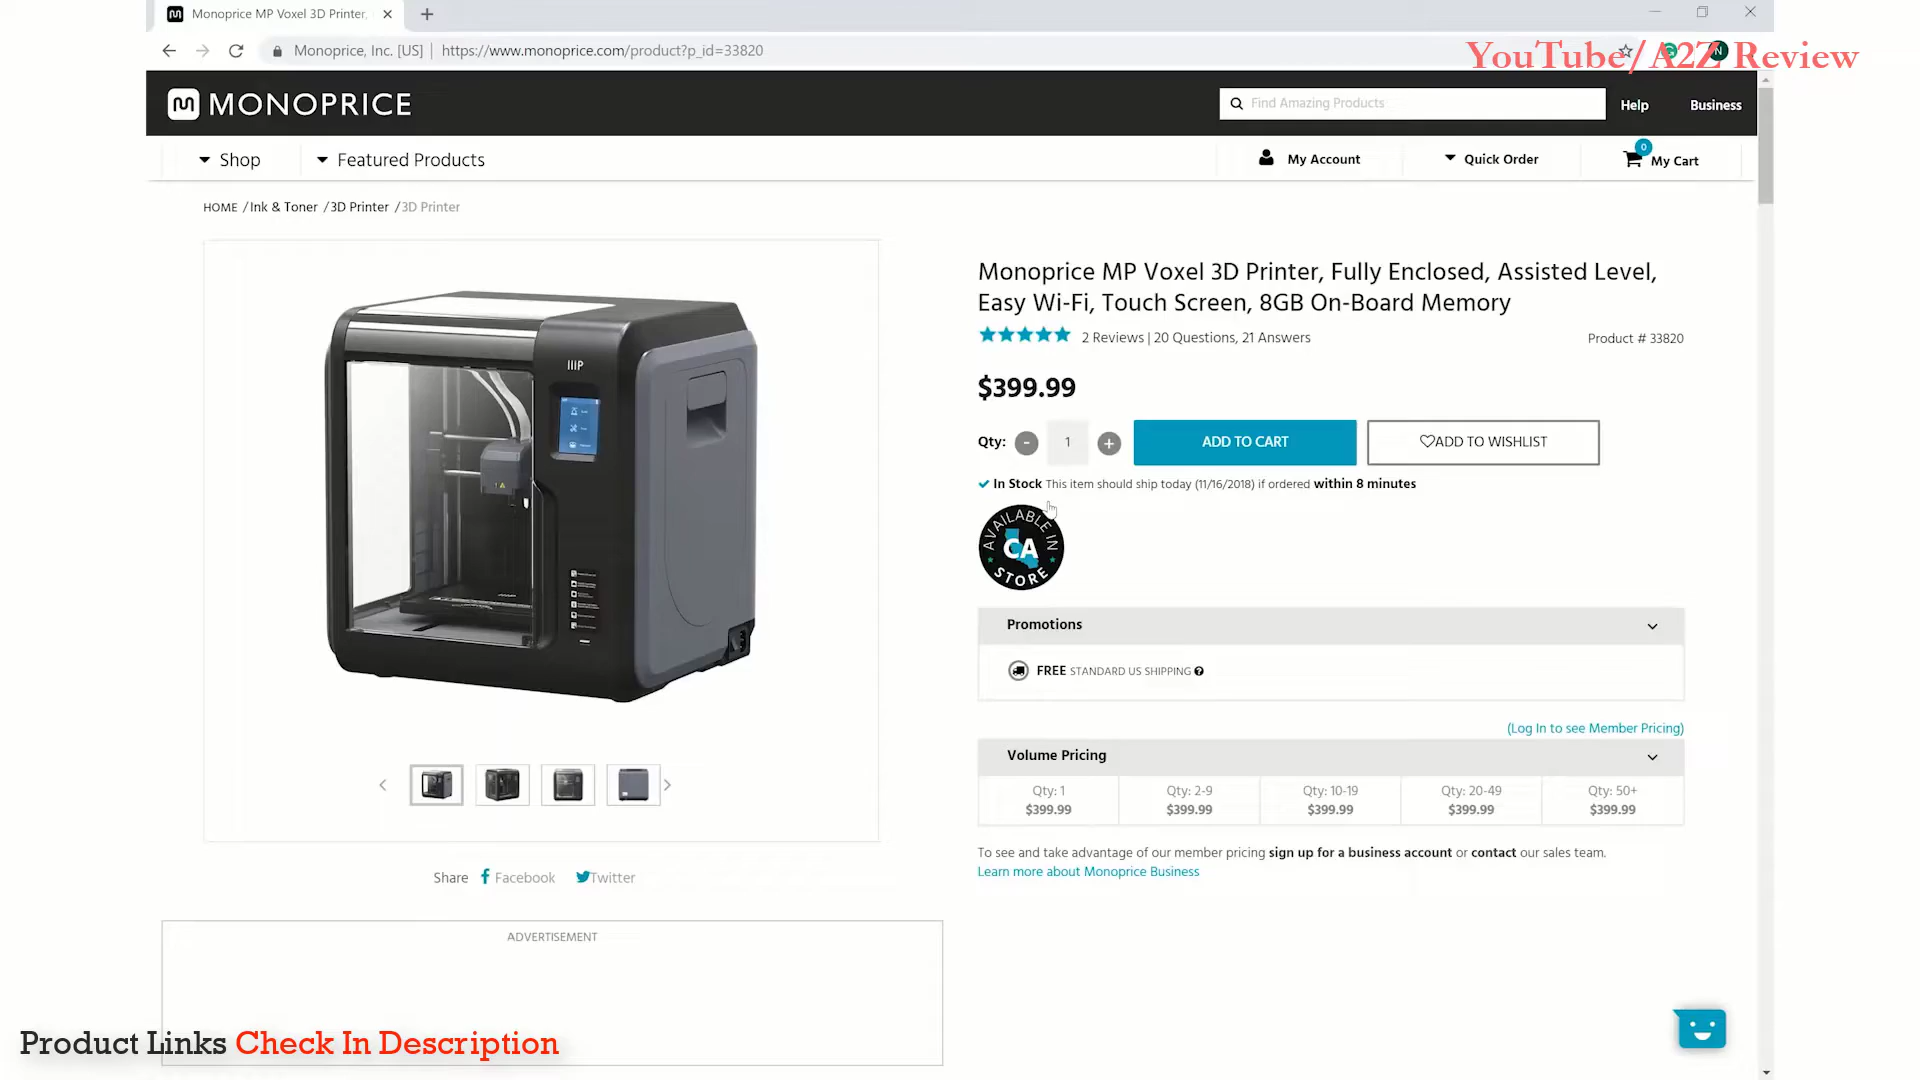 Monoprice MP Voxel 3D Printer,
Monoprice, Inc. [US] | https://www.monoprice.com/product?p_id=33820
YouTube/A2Z Review
MONOPRICE
Find Amazing Products
Help
Business
Shop
Featured Products
My Account
Quick Order
0
My Cart
HOME /Ink & Toner /3D Printer /3D Printer
Monoprice MP Voxel 3D Printer, Fully Enclosed, Assisted Level,
Easy Wi-Fi, Touch Screen, 8GB On-Board Memory
2 Reviews | 20 Questions, 21 Answers
Product # 33820
$399.99
Qty:
-
1
+
ADD TO CART
ADD TO WISHLIST
In Stock This item should ship today (11/16/2018) if ordered within 8 minutes
AVAILABLE IN
CA
STORE
Promotions
FREE STANDARD US SHIPPING
(Log In to see Member Pricing)
Volume Pricing
Qty: 1
$399.99
Qty: 2-9
$399.99
Qty: 10-19
$399.99
Qty: 20-49
$399.99
Qty: 50+
$399.99
To see and take advantage of our member pricing sign up for a business account or contact our sales team.
Learn more about Monoprice Business
Share
Facebook
Twitter
ADVERTISEMENT
Product Links Check In Description